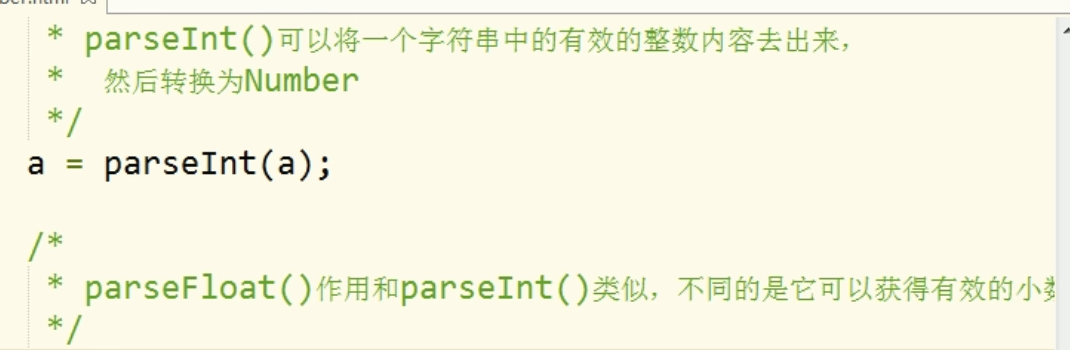 * parseInt()可以将一个字符串中的有效的整数内容去出来，
* 然后转换为Number
*/
a = parseInt(a);
/*
* parseFloat()作用和parseInt()类似，不同的是它可以获得有效的小
*/